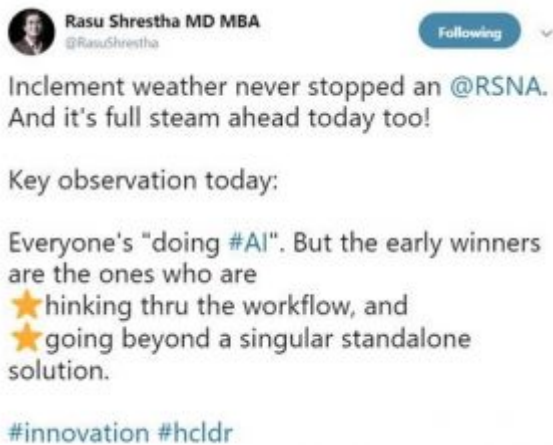 Rasu Shrestha MD MBA
@RasuShrestha
Following
Inclement weather never stopped an @RSNA.
And it's full steam ahead today too!
Key observation today:
Everyone's "doing #AI". But the early winners
are the ones who are
⭐hinking thru the workflow, and
⭐going beyond a singular standalone
solution.
#innovation #hcldr